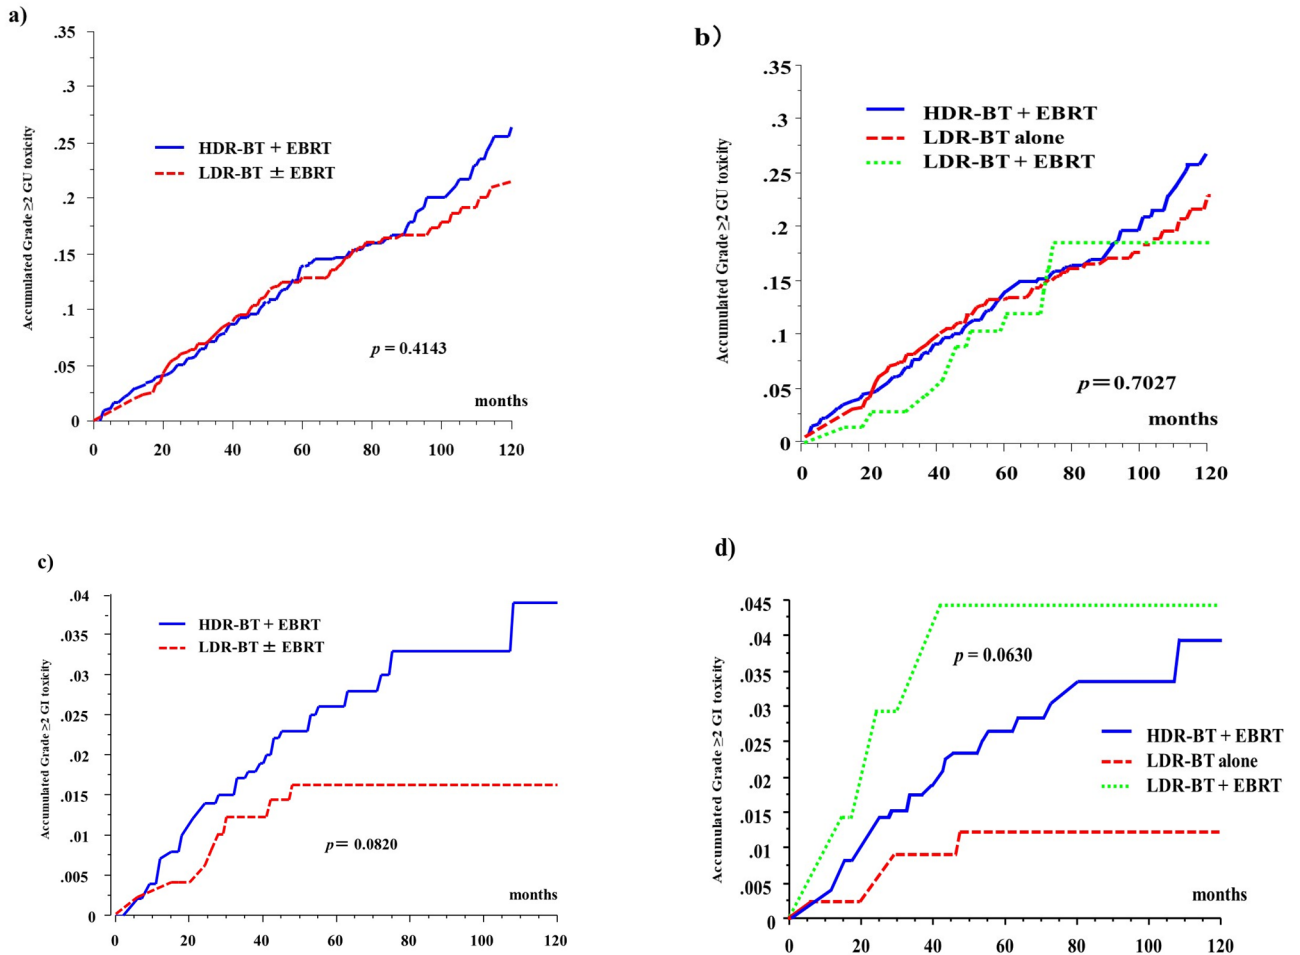 a)
Accumulated Grade ≥2 GU toxicity
.35
.3
.25
.2
.15
.1
.05
0
HDR-BT + EBRT
LDR-BT ± EBRT
p = 0.4143
months
0 20 40 60 80 100 120
b)
Accumulated Grade ≥2 GU toxicity
.35
.3
.25
.2
.15
.1
.05
0
HDR-BT + EBRT
LDR-BT alone
LDR-BT + EBRT
p=0.7027
months
0 20 40 60 80 100 120
c)
Accumulated Grade ≥2 GI toxicity
.04
.035
.03
.025
.02
.015
.01
.005
0
HDR-BT + EBRT
LDR-BT ± EBRT
p= 0.0820
months
0 20 40 60 80 100 120
d)
Accumulated Grade ≥2 GI toxicity
.045
.04
.035
.03
.025
.02
.015
.01
.005
0
p = 0.0630
HDR-BT + EBRT
LDR-BT alone
LDR-BT + EBRT
months
0 20 40 60 80 100 120